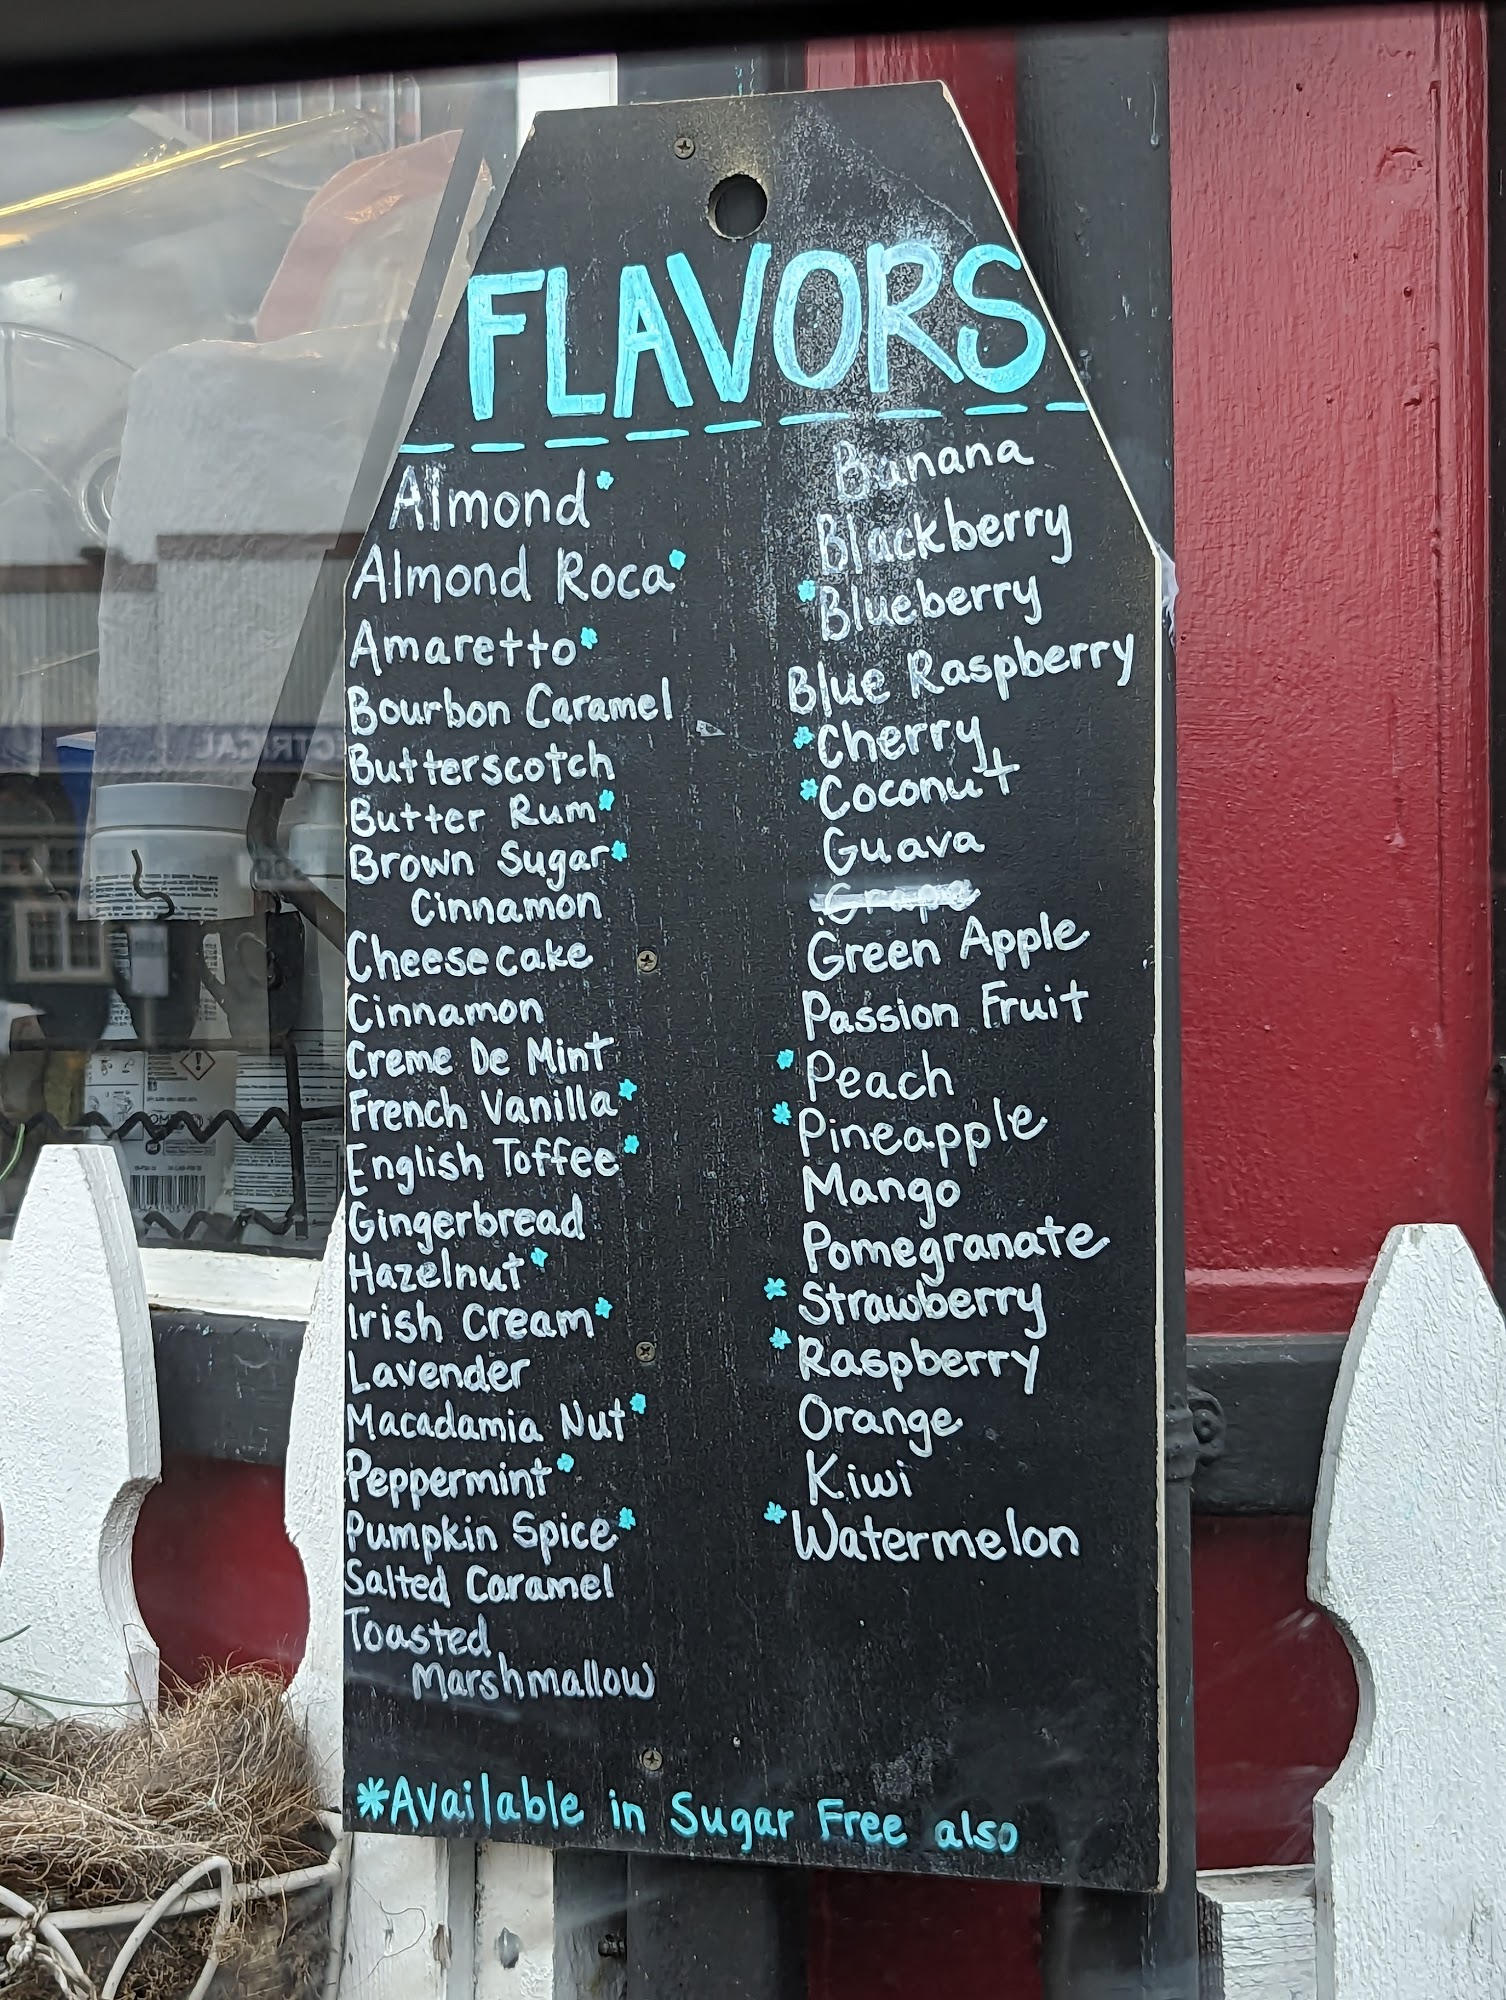 FLAVORS
Almond*
Almond Roca*
Amaretto*
Bourbon Caramel
Butterscotch
Butter Rum*
Brown Sugar*
Cinnamon
Cheesecake
Cinnamon
Creme De Mint
French Vanilla*
English Toffee*
Gingerbread
Hazelnut*
Irish Cream*
Lavender
Macadamia Nut*
Peppermint*
Pumpkin Spice*
Salted Caramel
Toasted
Marshmallow
Banana
Blackberry
*Blueberry
Blue Raspberry
*Cherry
*Coconut
Guava
Grape
Green Apple
Passion Fruit
*Peach
*Pineapple
Mango
Pomegranate
*Strawberry
*Raspberry
Orange
Kiwi
*Watermelon
*Available in Sugar Free also